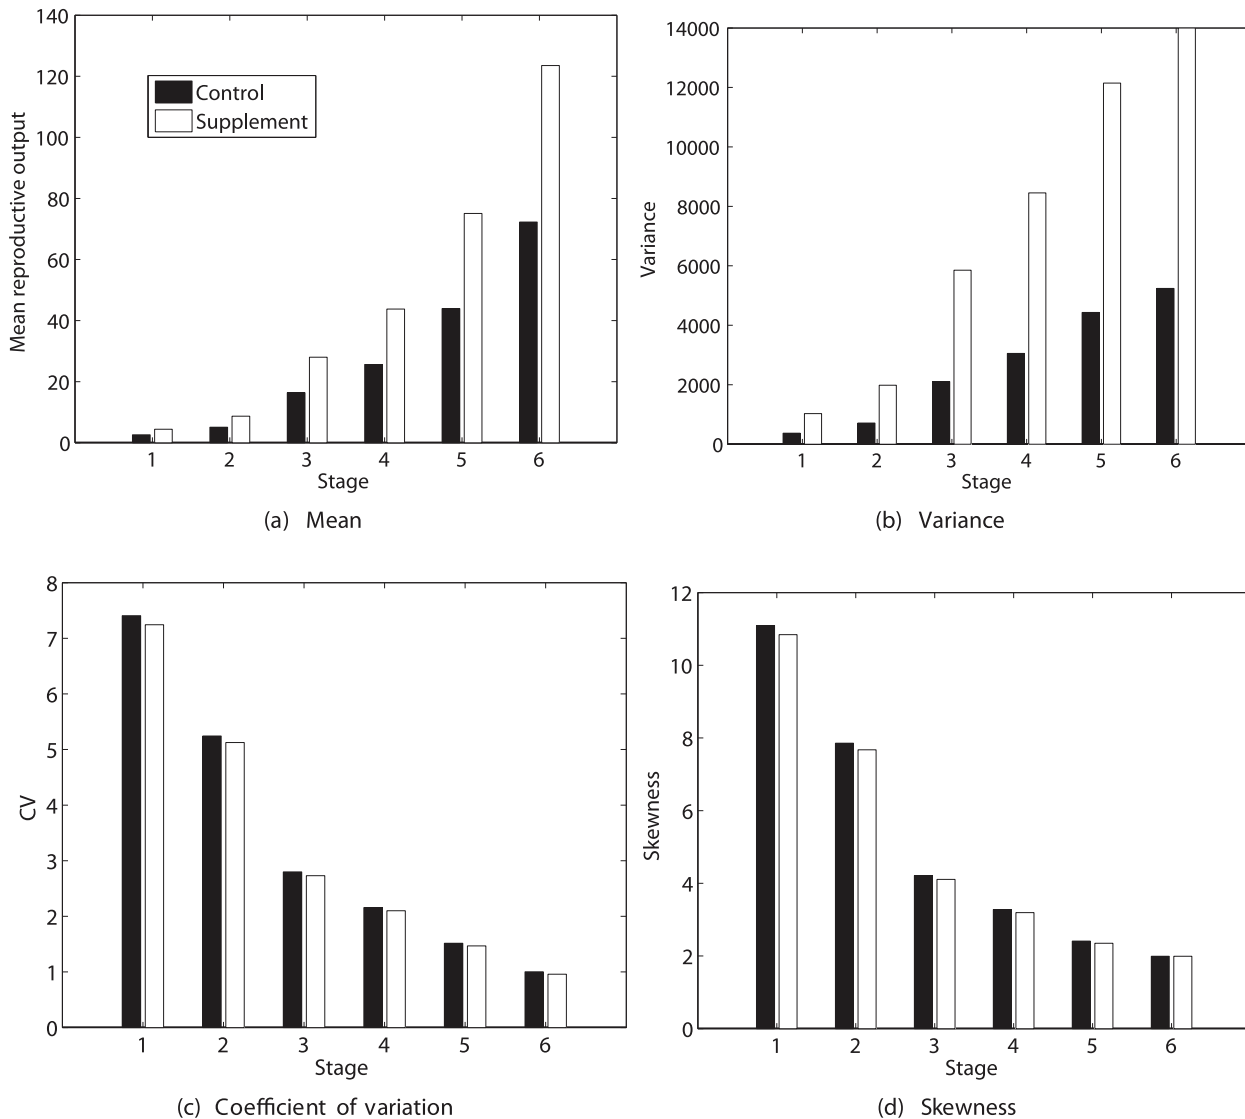 140
120
100
80
60
40
20
0
Mean reproductive output
Control
Supplement
1 2 3 4 5 6
Stage
(a) Mean
14000
12000
10000
8000
6000
4000
2000
0
Variance
1 2 3 4 5 6
Stage
(b) Variance
8
7
6
5
4
3
2
1
0
CV
1 2 3 4 5 6
Stage
(c) Coefficient of variation
12
10
8
6
4
2
0
Skewness
1 2 3 4 5 6
Stage
(d) Skewness